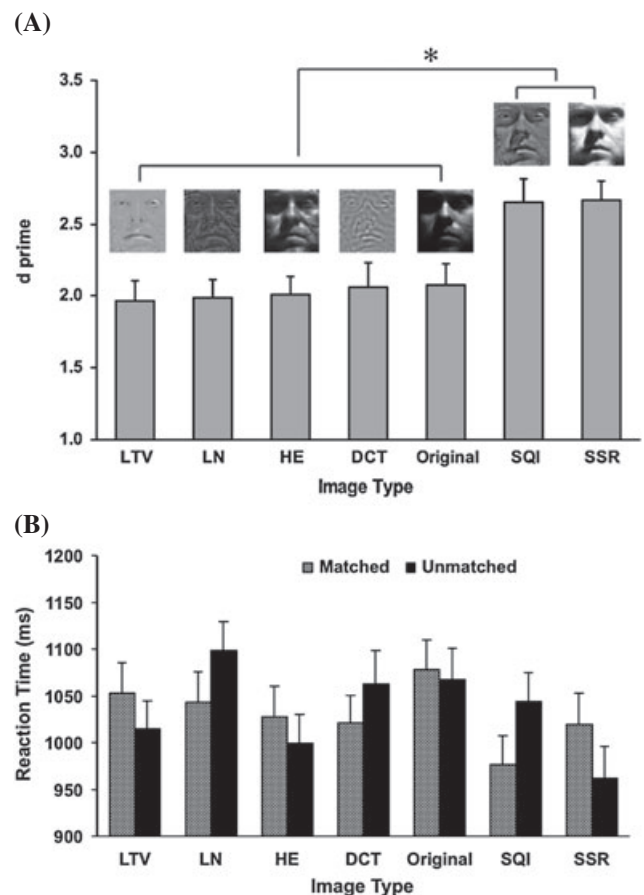 (A)
*
3.5
3.0
2.5
2.0
1.5
1.0
d prime
LTV LN HE DCT Original SQI SSR
Image Type
(B)
1200
1150
1100
1050
1000
950
900
Reaction Time (ms)
Matched Unmatched
LTV LN HE DCT Original SQI SSR
Image Type